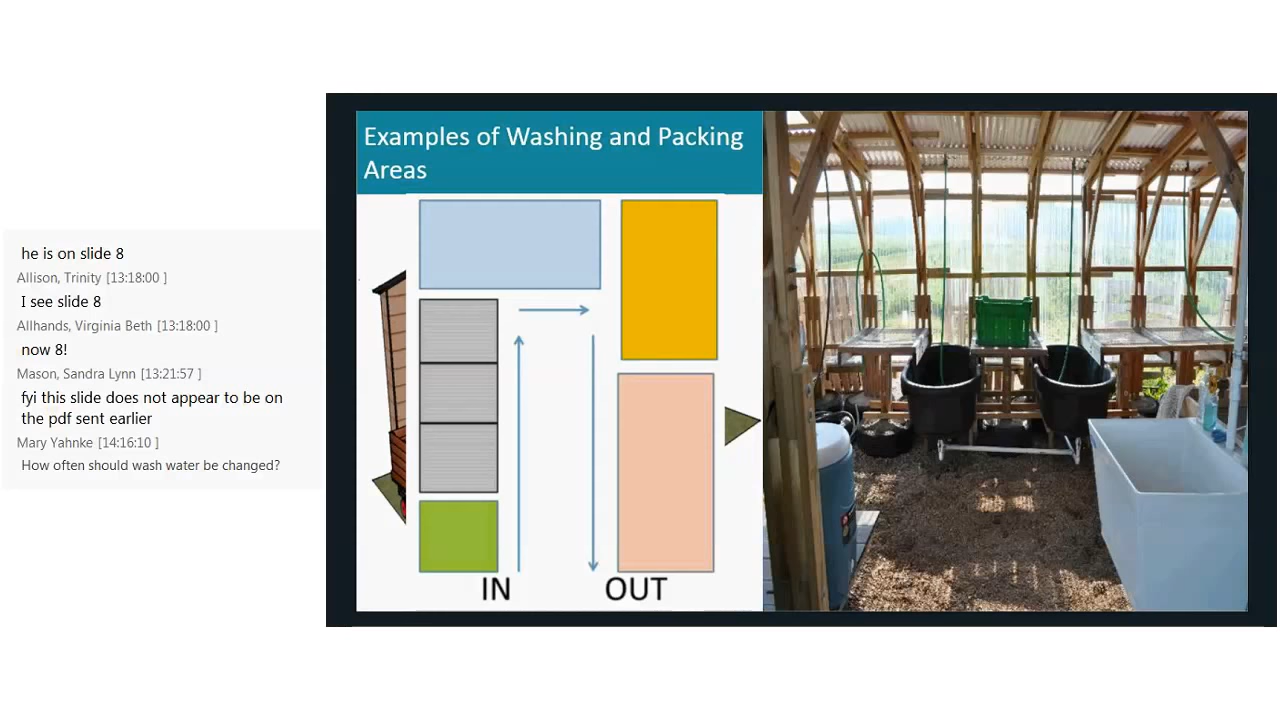 he is on slide 8
Allison, Trinity [13:18:00 ]
I see slide 8
Allhands, Virginia Beth [13:18:00 ]
now 8!
Mason, Sandra Lynn [13:21:57 ]
fyi this slide does not appear to be on
the pdf sent earlier
Mary Yahnke [14:16:10 ]
How often should wash water be changed?
Examples of Washing and Packing
Areas
IN
OUT